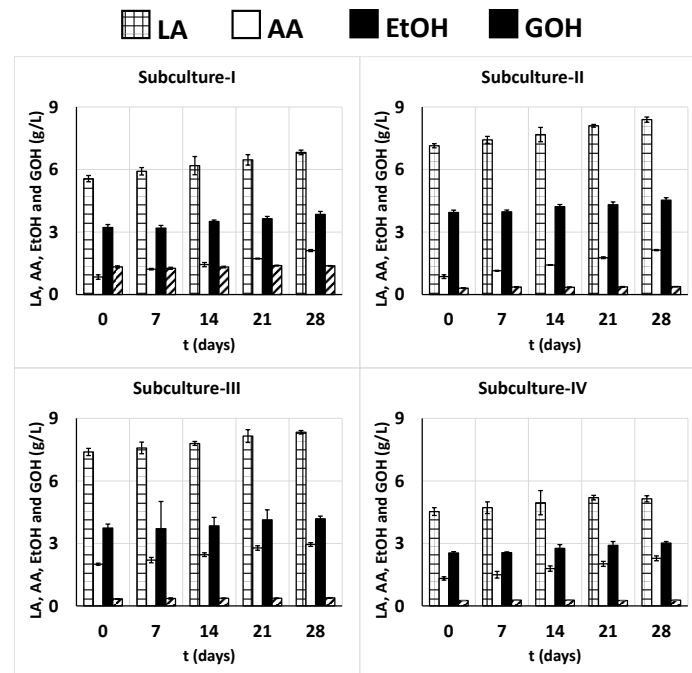 LA AA EtOH GOH
Subculture-I
LA, AA, EtOH and GOH (g/L)
9
6
3
0
0 7 14 21 28
t (days)
Subculture-II
LA, AA, EtOH and GOH (g/L)
9
6
3
0
0 7 14 21 28
t (days)
Subculture-III
LA, AA, EtOH and GOH (g/L)
9
6
3
0
0 7 14 21 28
t (days)
Subculture-IV
LA, AA, EtOH and GOH (g/L)
9
6
3
0
0 7 14 21 28
t (days)